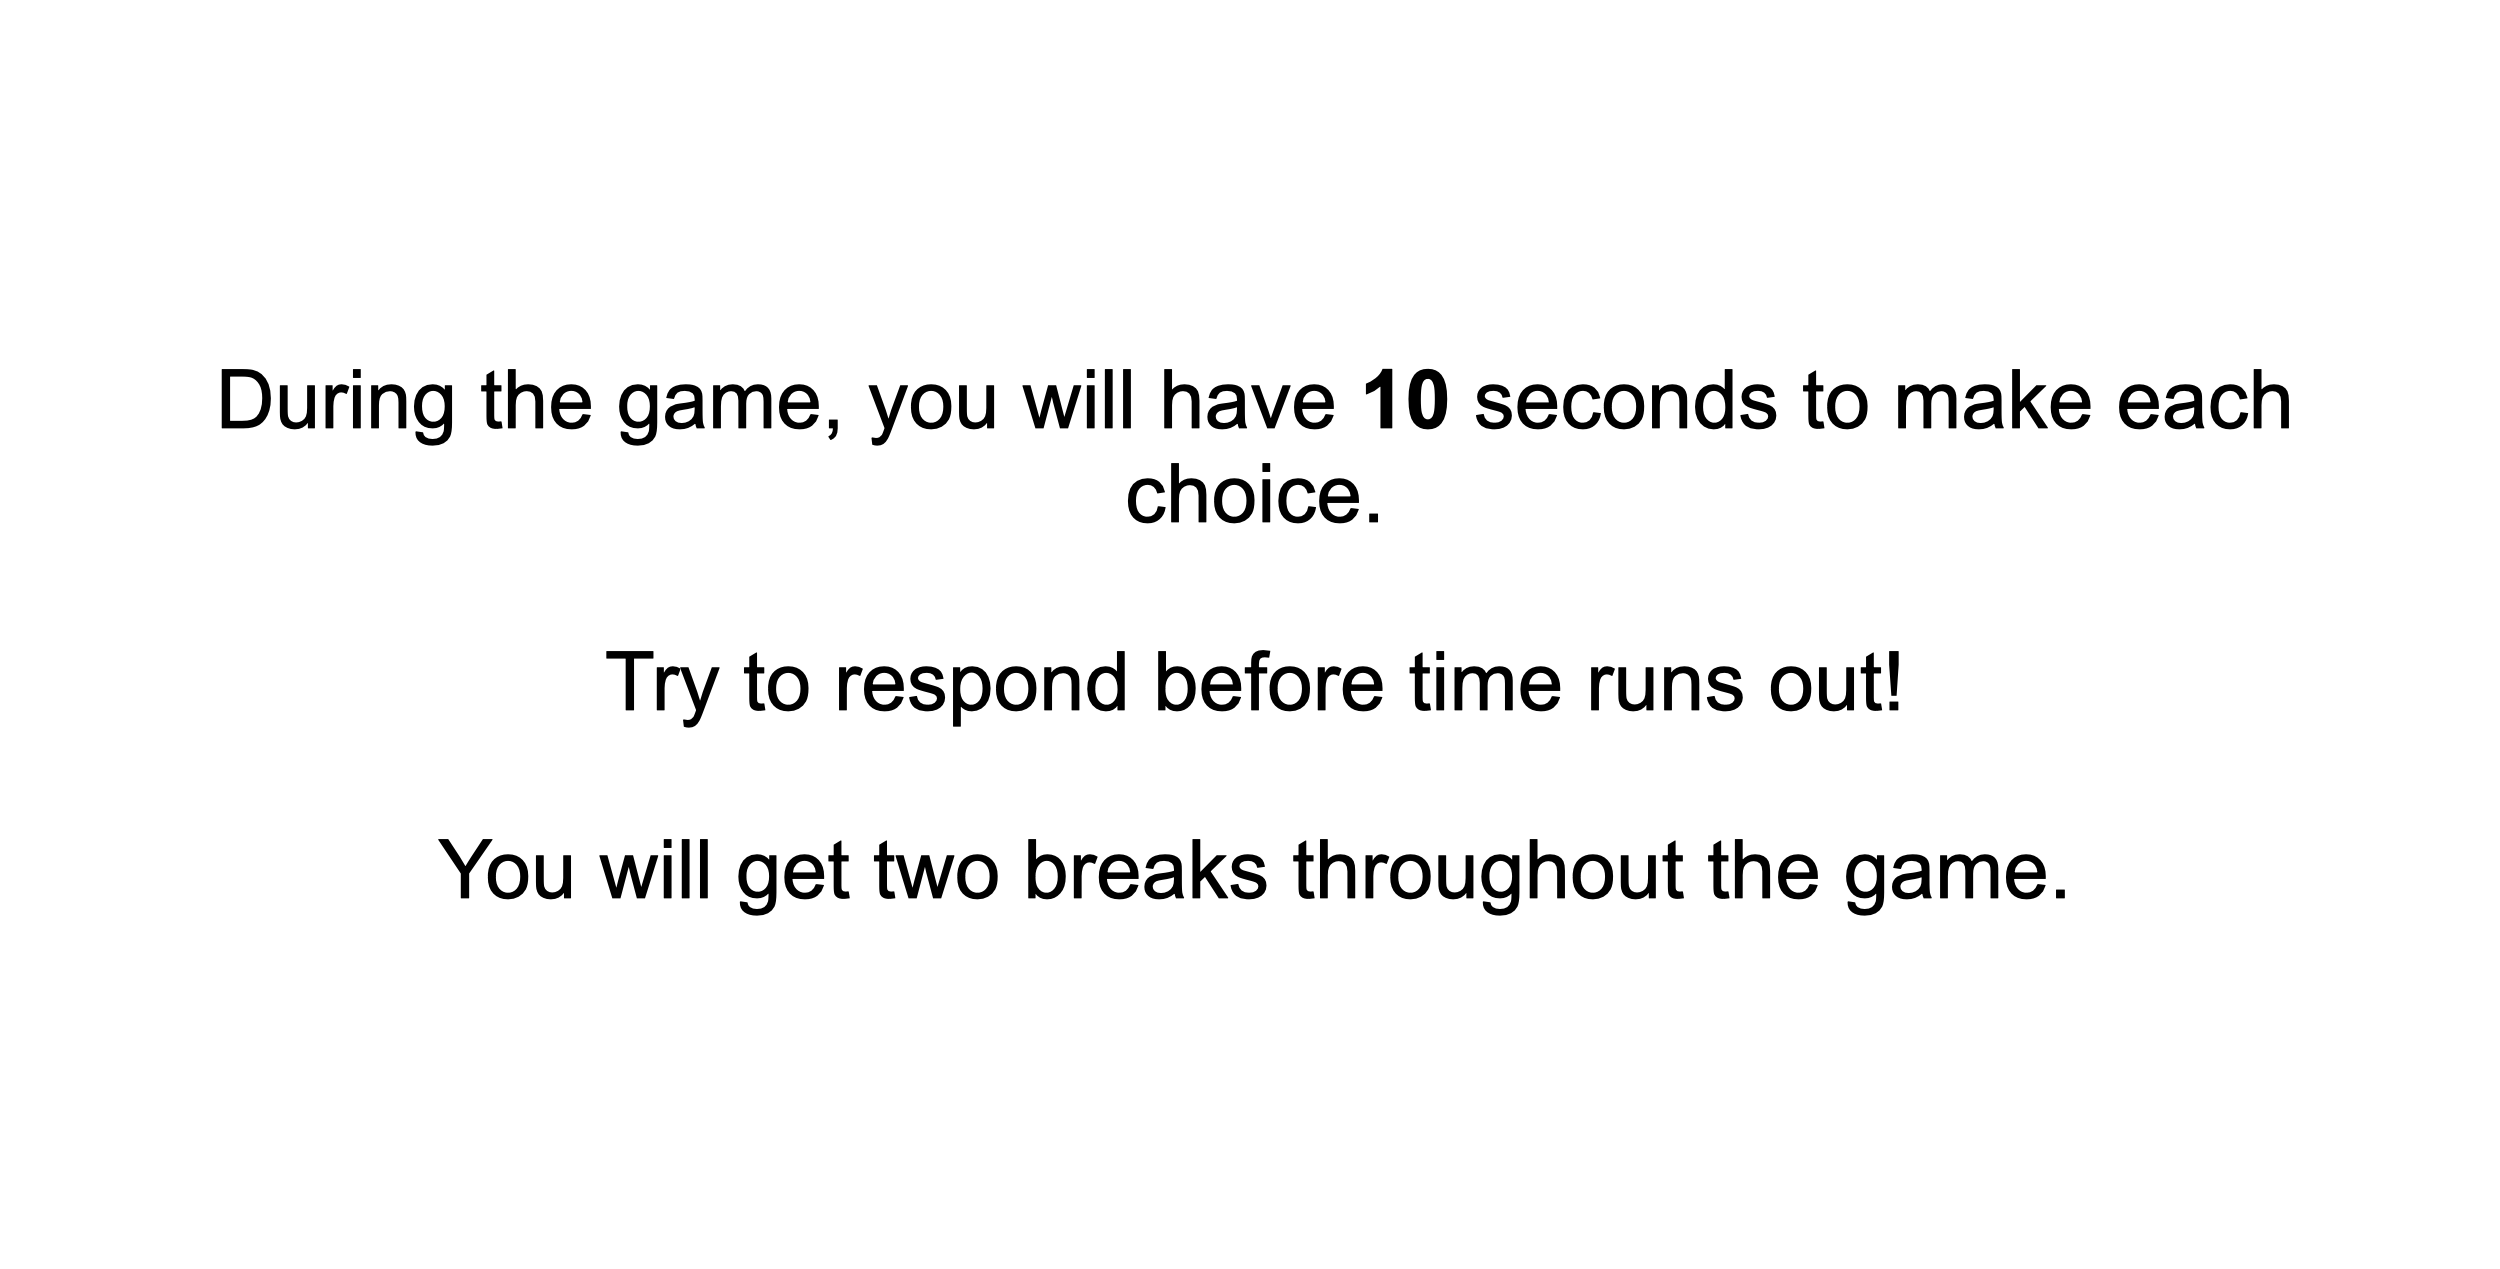 During the game, you will have 10 seconds to make each
choice.
Try to respond before time runs out!
You will get two breaks throughout the game.